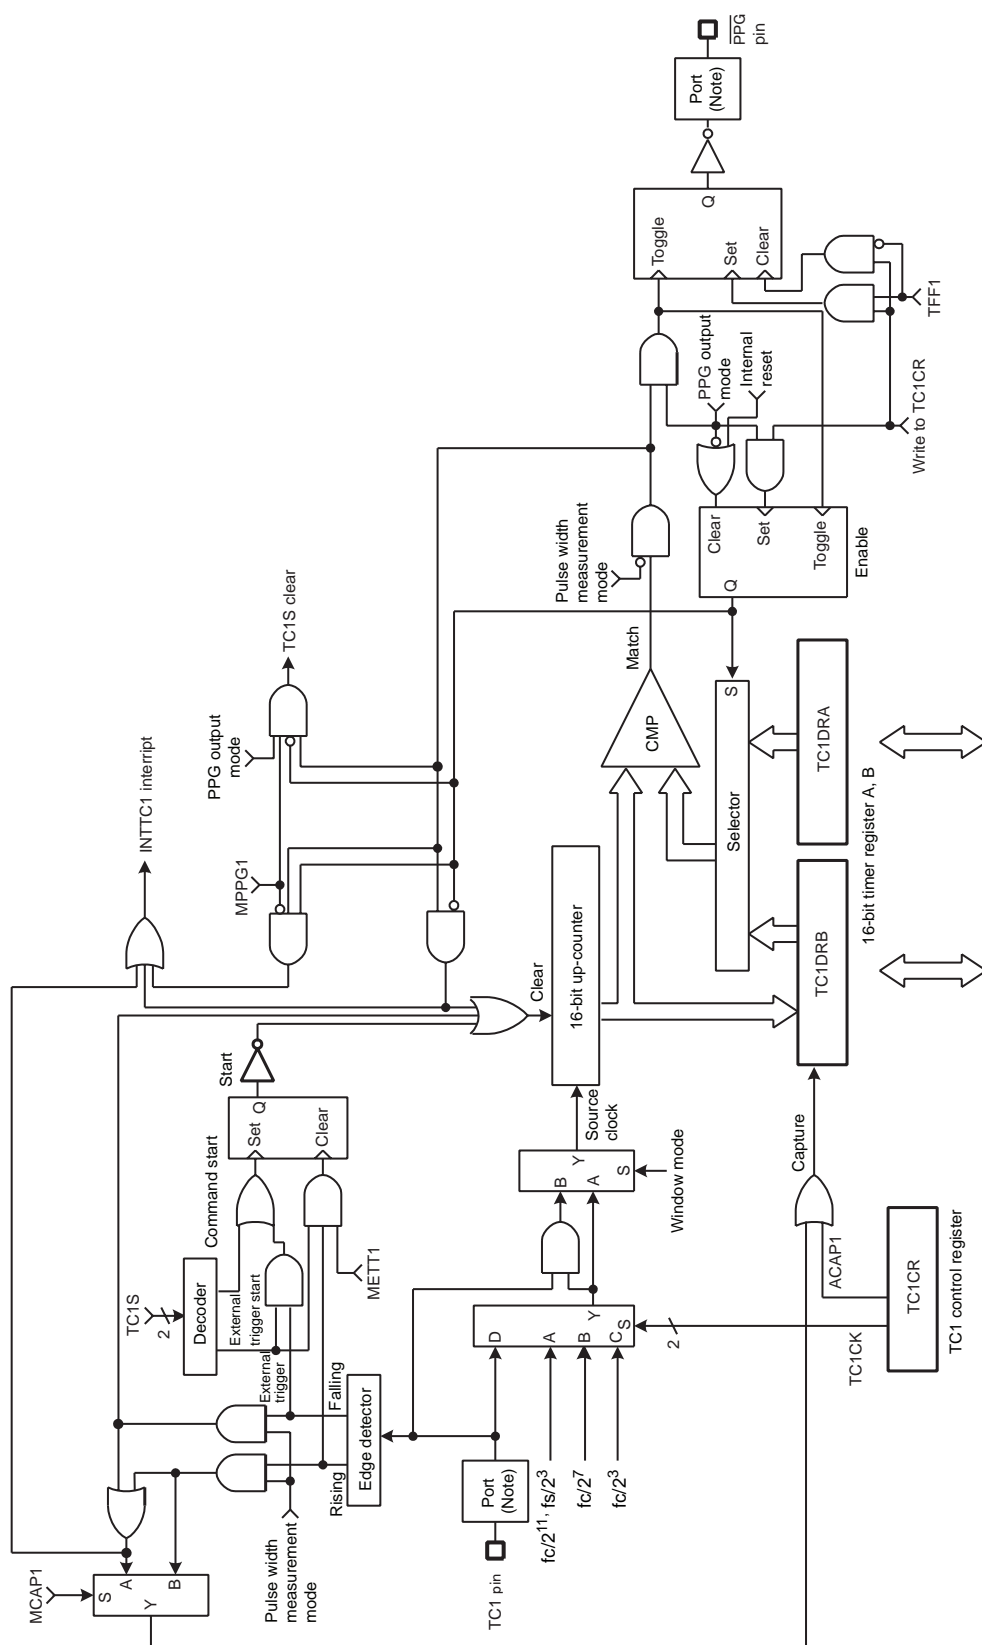 MCAP1
S
A
Y
B
INTTC1 interript
Pulse width
measurement
mode
TC1S
2
Decoder
Command start
External
trigger start
External
trigger
Start
Set
Q
Clear
METT1
Rising
Falling
Edge detector
MPPG1
PPG output
mode
TC1S clear
TC1 pin
Port
(Note)
fc/2^11, fs/2^3
fc/2^7
fc/2^3
D
A
B
C
S
Y
B
A
Y
S
Window mode
Source
clock
Clear
16-bit up-counter
CMP
Match
Pulse width
measurement
mode
Toggle
Set
Clear
Q
Port
(Note)
PPG
pin
PPG output
mode
Internal
reset
Q
Clear
Set
Toggle
Enable
S
Selector
TC1CK
2
ACAP1
Capture
TC1DRB
TC1DRA
16-bit timer register A, B
TC1CR
TC1 control register
Write to TC1CR
TFF1